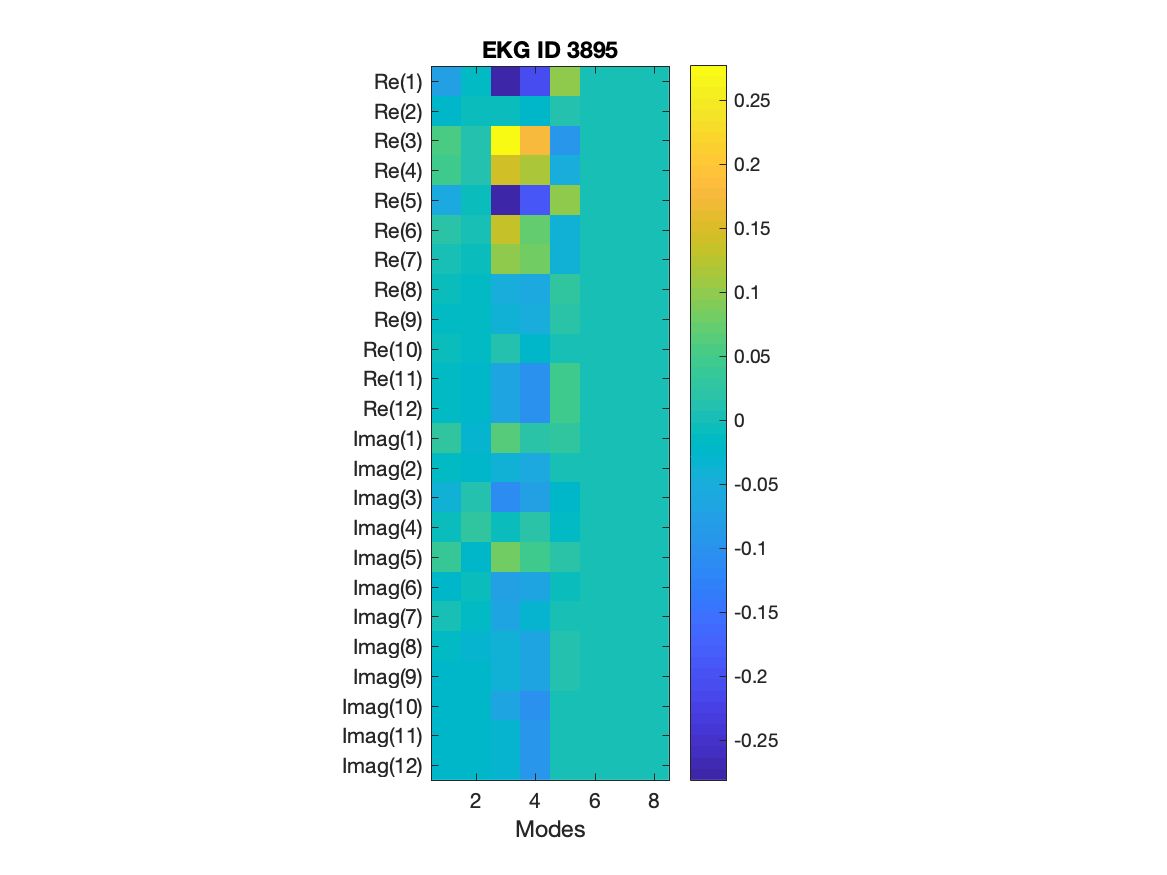 EKG ID 3895
Re(1)
Re(2)
Re(3)
Re(4)
Re(5)
Re(6)
Re(7)
Re(8)
Re(9)
Re(10)
Re(11)
Re(12)
Imag(1)
Imag(2)
Imag(3)
Imag(4)
Imag(5)
Imag(6)
Imag(7)
Imag(8)
Imag(9)
Imag(10)
Imag(11)
Imag(12)
2 4 6 8
Modes
0.25
0.2
0.15
0.1
0.05
0
-0.05
-0.1
-0.15
-0.2
-0.25